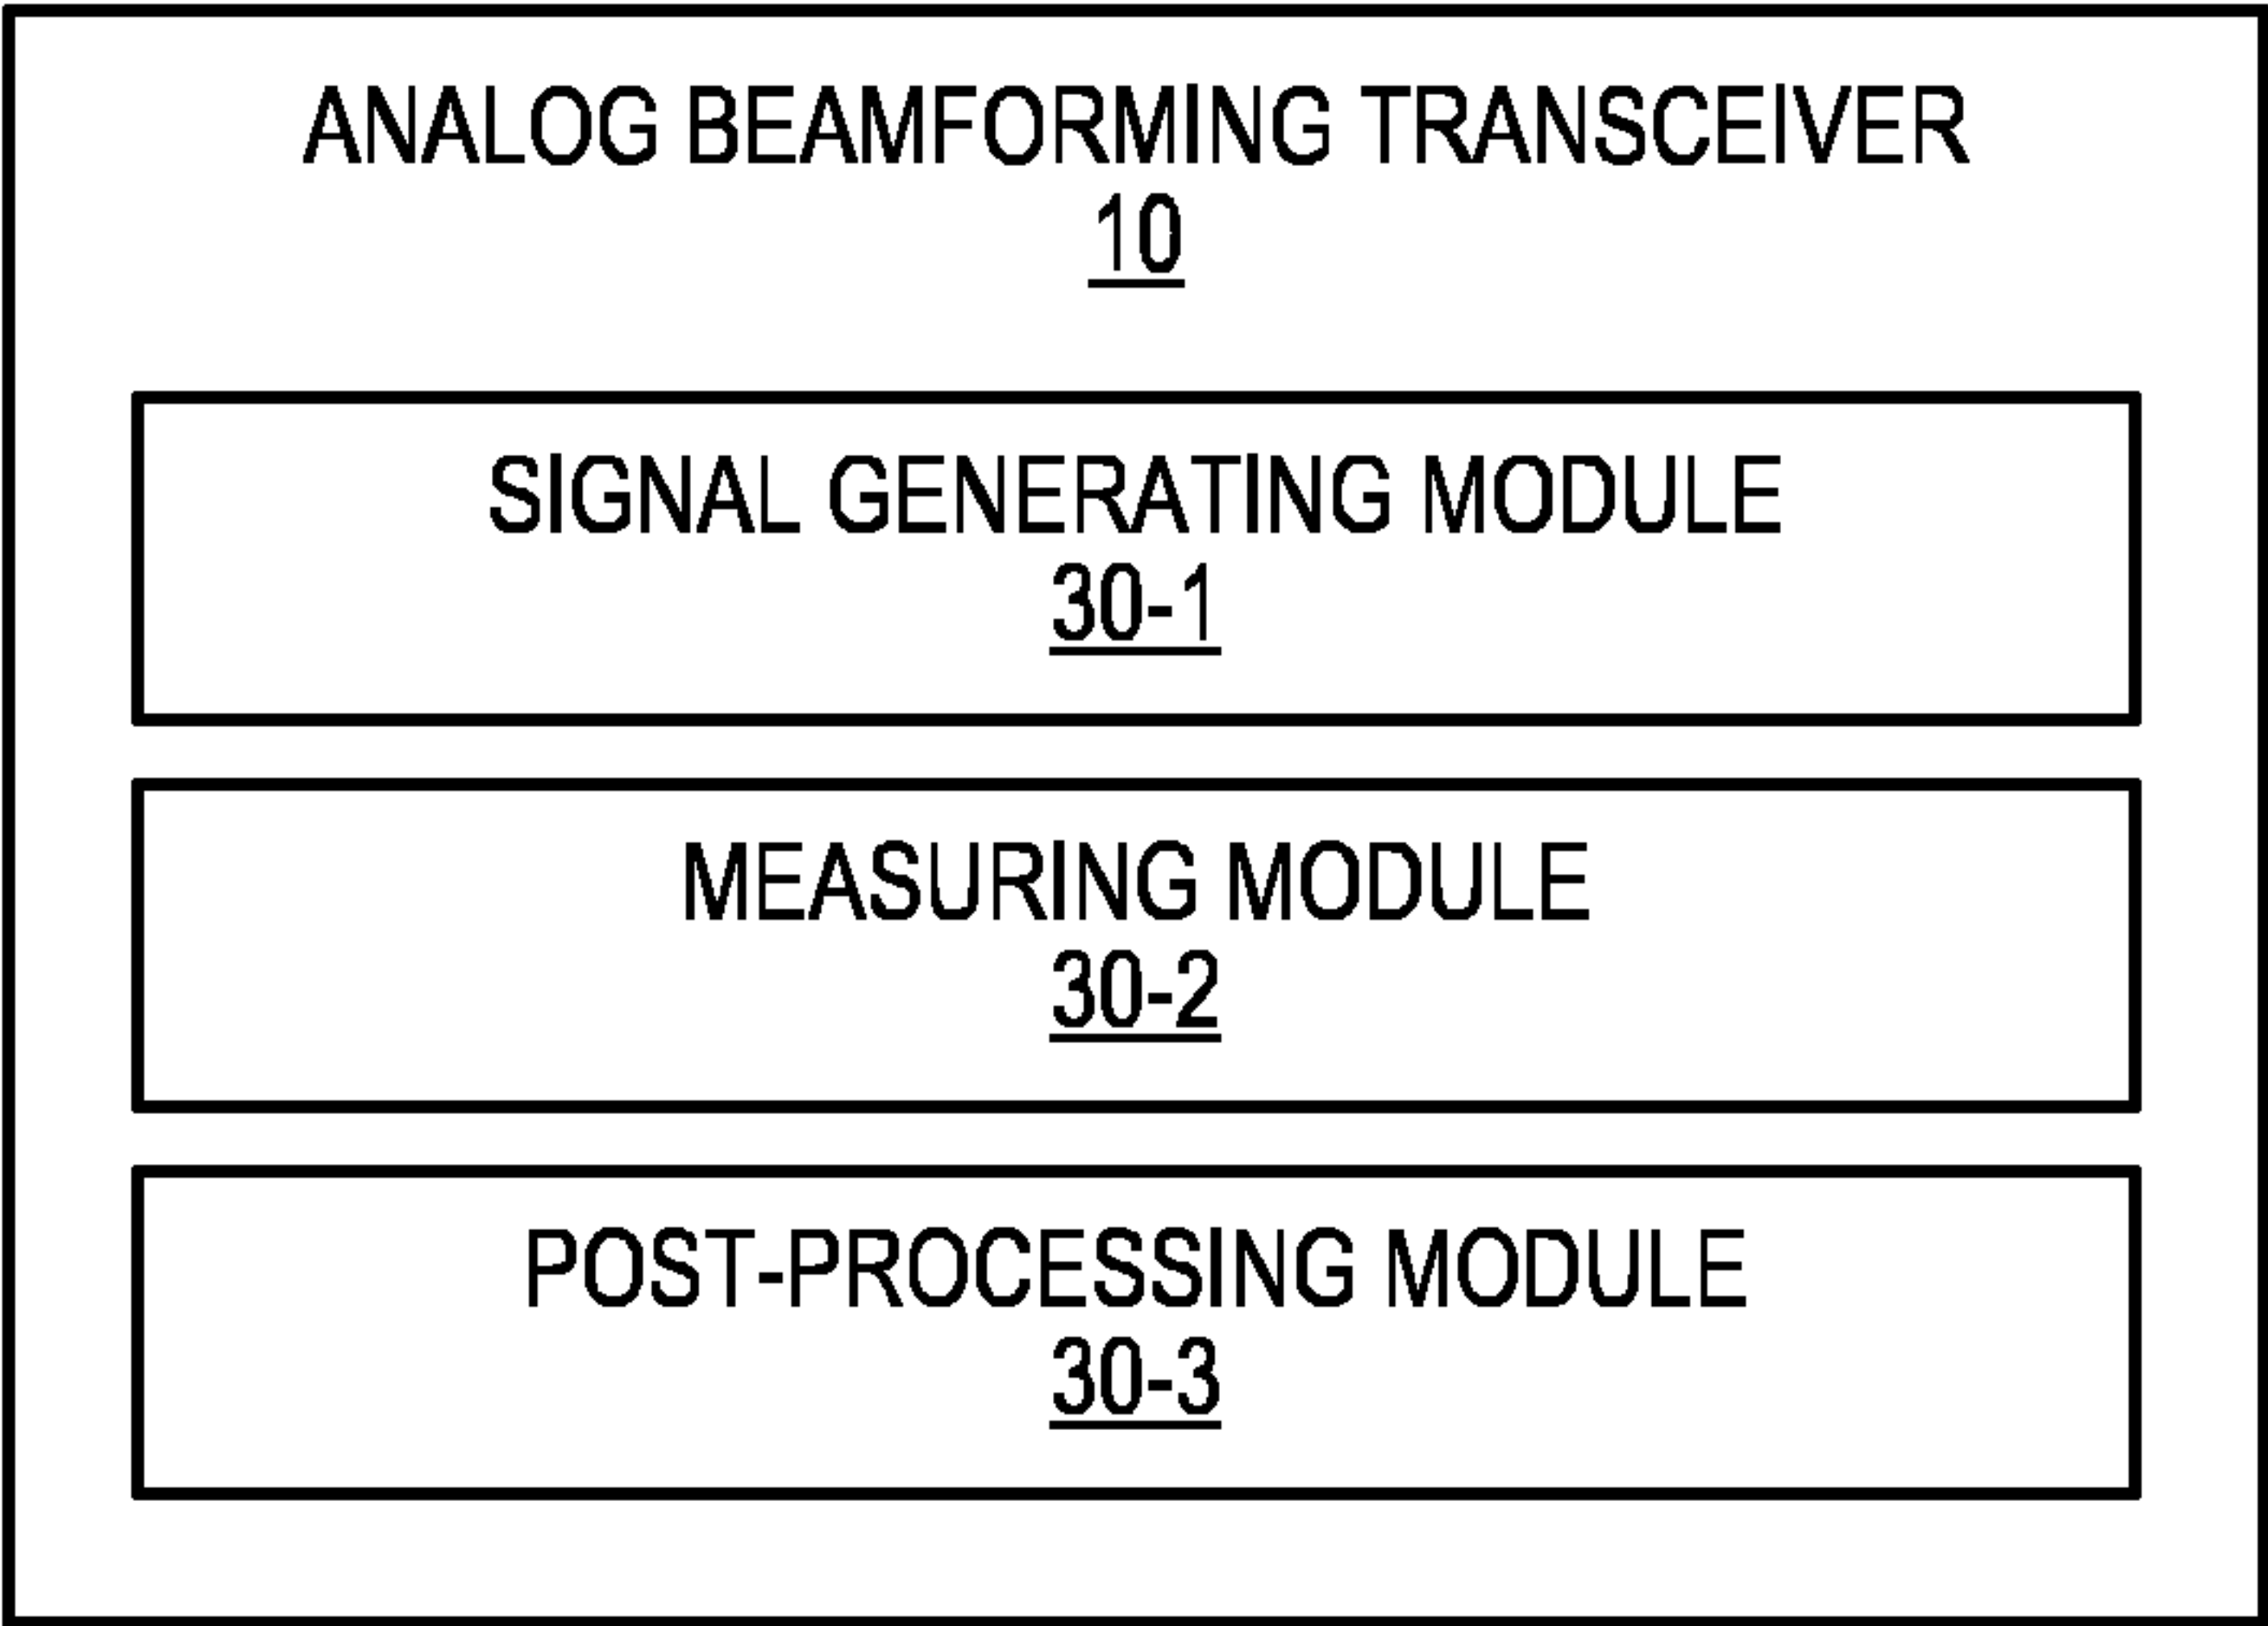 ANALOG BEAMFORMING TRANSCEIVER
10
SIGNAL GENERATING MODULE
30-1
MEASURING MODULE
30-2
POST-PROCESSING MODULE
30-3